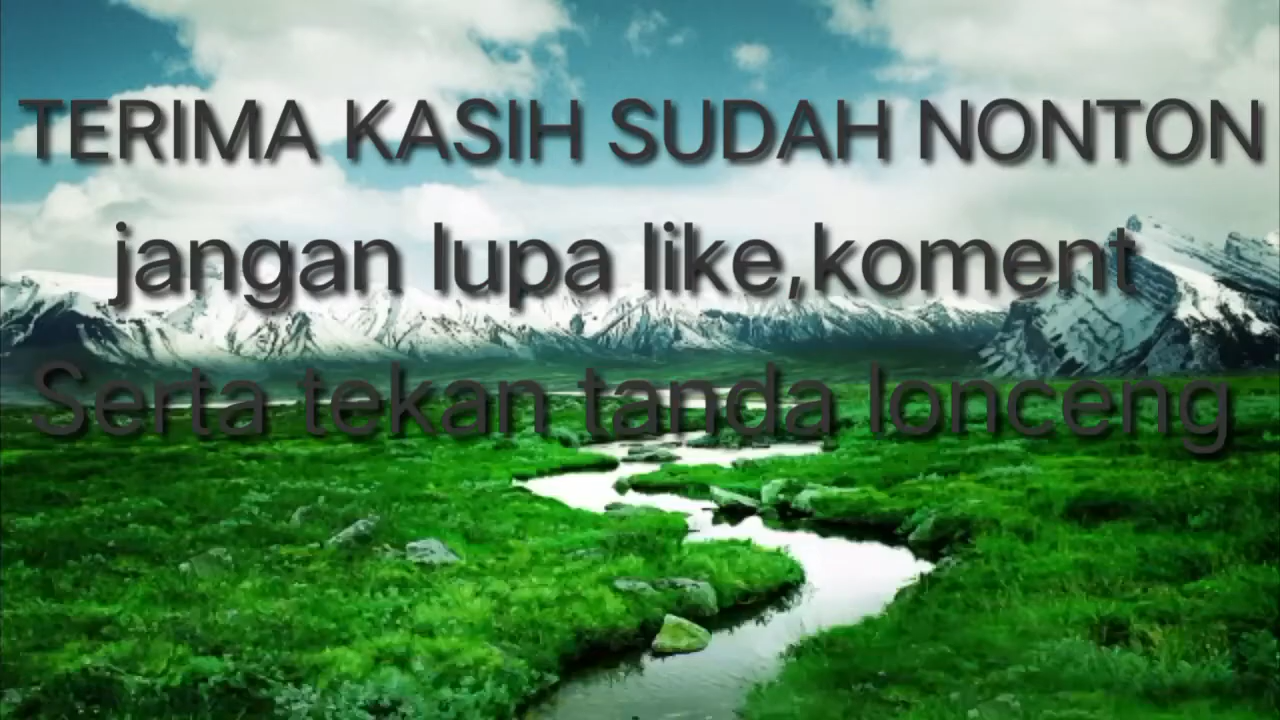 TERIMA KASIH SUDAH NONTON
jangan lupa like,koment
Serta tekan tanda lonceng